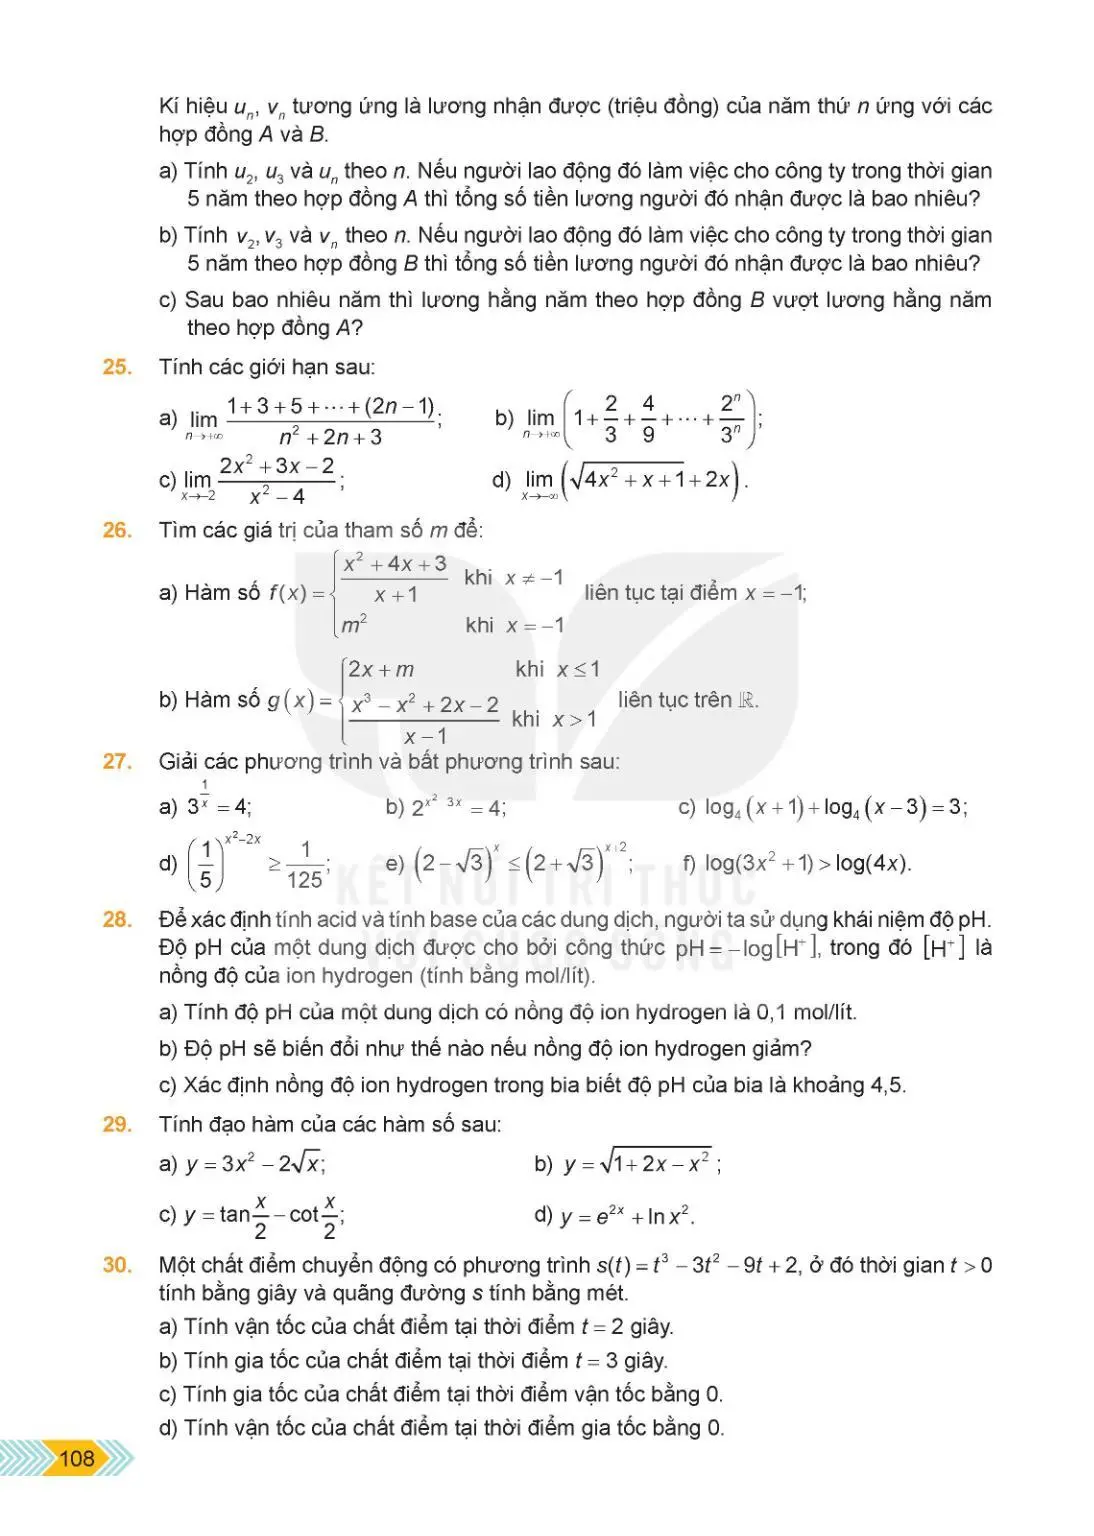 Kí hiệu uₙ, vₙ tương ứng là lương nhận được (triệu đồng) của năm thứ n ứng với các
hợp đồng A và B.
a) Tính u₂, u₃ và uₙ theo n. Nếu người lao động đó làm việc cho công ty trong thời gian
5 năm theo hợp đồng A thì tổng số tiền lương người đó nhận được là bao nhiêu?
b) Tính v₂, v₃ và vₙ theo n. Nếu người lao động đó làm việc cho công ty trong thời gian
5 năm theo hợp đồng B thì tổng số tiền lương người đó nhận được là bao nhiêu?
c) Sau bao nhiêu năm thì lương hằng năm theo hợp đồng B vượt lương hằng năm
theo hợp đồng A?
25. Tính các giới hạn sau:
a) lim_{n→+∞} (1+3+5+⋯+(2n−1))/(n²+2n+3); b) lim_{n→+∞} (1+2/3+4/9+⋯+2ⁿ/3ⁿ);
c) lim_{x→−2} (2x²+3x−2)/(x²−4); d) lim_{x→−∞} (√(4x²+x+1)+2x).
26. Tìm các giá trị của tham số m để:
a) Hàm số f(x) = { (x²+4x+3)/(x+1) khi x ≠ −1; m² khi x = −1 liên tục tại điểm x = −1;
b) Hàm số g(x) = { 2x+m khi x ≤ 1; (x³−x²+2x−2)/(x−1) khi x > 1 liên tục trên ℝ.
27. Giải các phương trình và bất phương trình sau:
a) 3^{1/x} = 4; b) 2^{x² 3x} = 4; c) log₄(x+1)+log₄(x−3) = 3;
d) (1/5)^{x²−2x} ≥ 1/125; e) (2−√3)^x ≤ (2+√3)^{x+2}; f) log(3x²+1) > log(4x).
KẾT NỐI TRI THỨC
VỚI CUỘC SỐNG
28. Để xác định tính acid và tính base của các dung dịch, người ta sử dụng khái niệm độ pH.
Độ pH của một dung dịch được cho bởi công thức pH = −log[H⁺], trong đó [H⁺] là
nồng độ của ion hydrogen (tính bằng mol/lít).
a) Tính độ pH của một dung dịch có nồng độ ion hydrogen là 0,1 mol/lít.
b) Độ pH sẽ biến đổi như thế nào nếu nồng độ ion hydrogen giảm?
c) Xác định nồng độ ion hydrogen trong bia biết độ pH của bia là khoảng 4,5.
29. Tính đạo hàm của các hàm số sau:
a) y = 3x² − 2√x; b) y = √(1+2x−x²);
c) y = tan x/2 − cot x/2; d) y = e^{2x} + ln x².
30. Một chất điểm chuyển động có phương trình s(t) = t³ − 3t² − 9t + 2, ở đó thời gian t > 0
tính bằng giây và quãng đường s tính bằng mét.
a) Tính vận tốc của chất điểm tại thời điểm t = 2 giây.
b) Tính gia tốc của chất điểm tại thời điểm t = 3 giây.
c) Tính gia tốc của chất điểm tại thời điểm vận tốc bằng 0.
d) Tính vận tốc của chất điểm tại thời điểm gia tốc bằng 0.
108